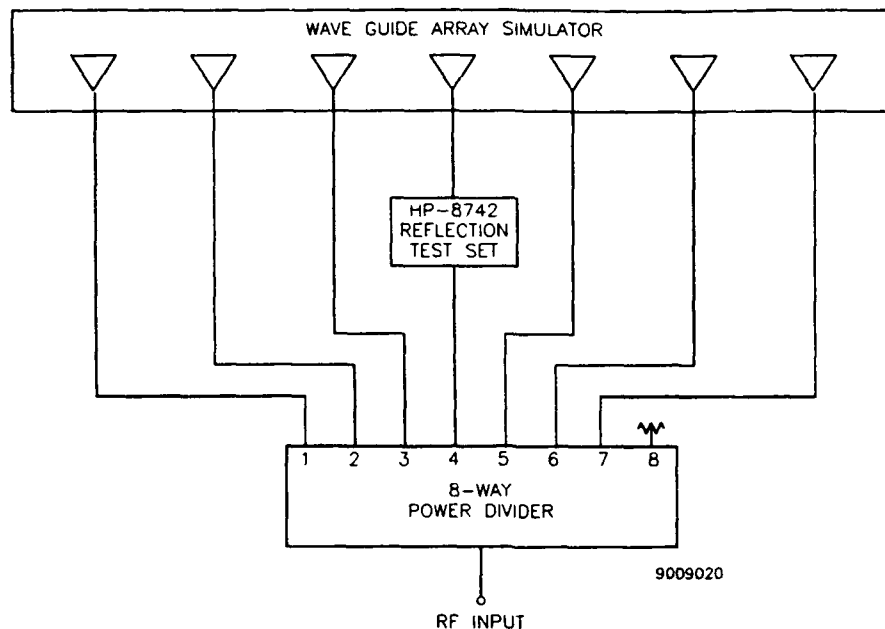 WAVE GUIDE ARRAY SIMULATOR
HP-8742
REFLECTION
TEST SET
1 2 3 4 5 6 7 8
8-WAY
POWER DIVIDER
9009020
RF INPUT